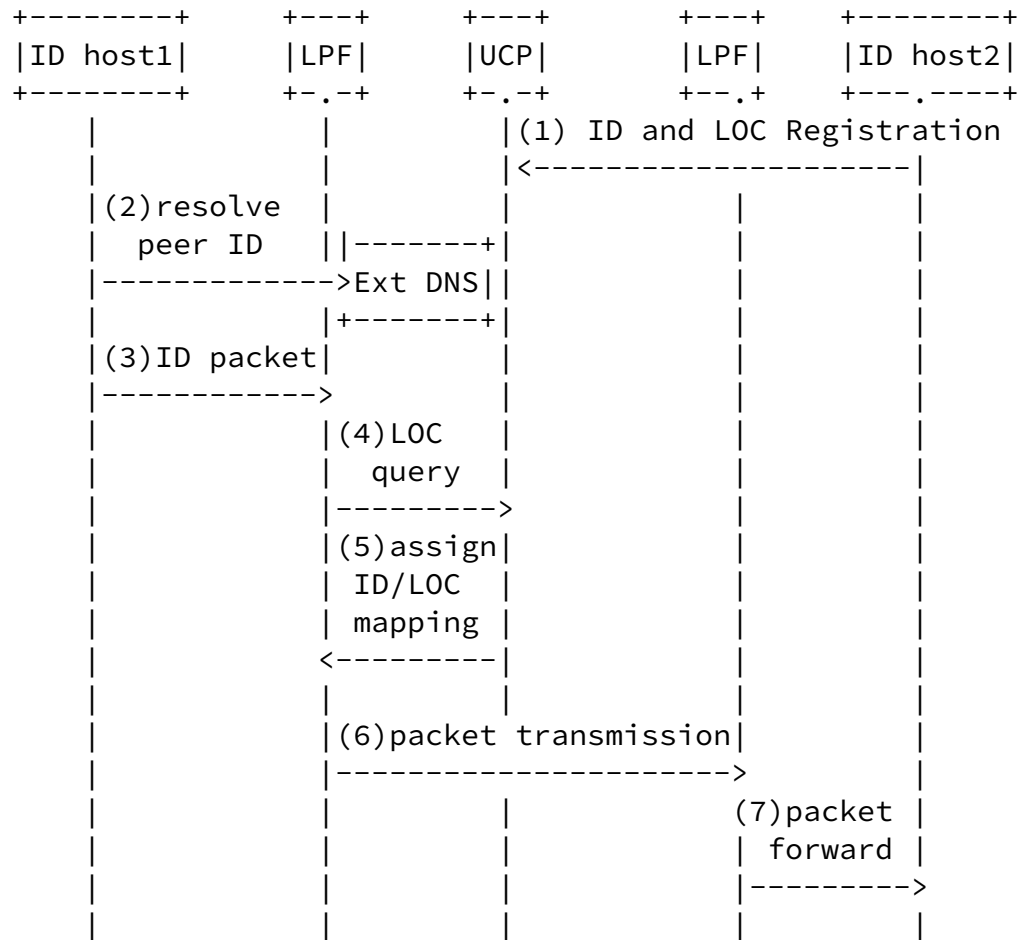 ID host1 LPF UCP LPF ID host2
(1) ID and LOC Registration
(2)resolve
peer ID
Ext DNS
(3)ID packet
(4)LOC
query
(5)assign
ID/LOC
mapping
(6)packet transmission
(7)packet
forward